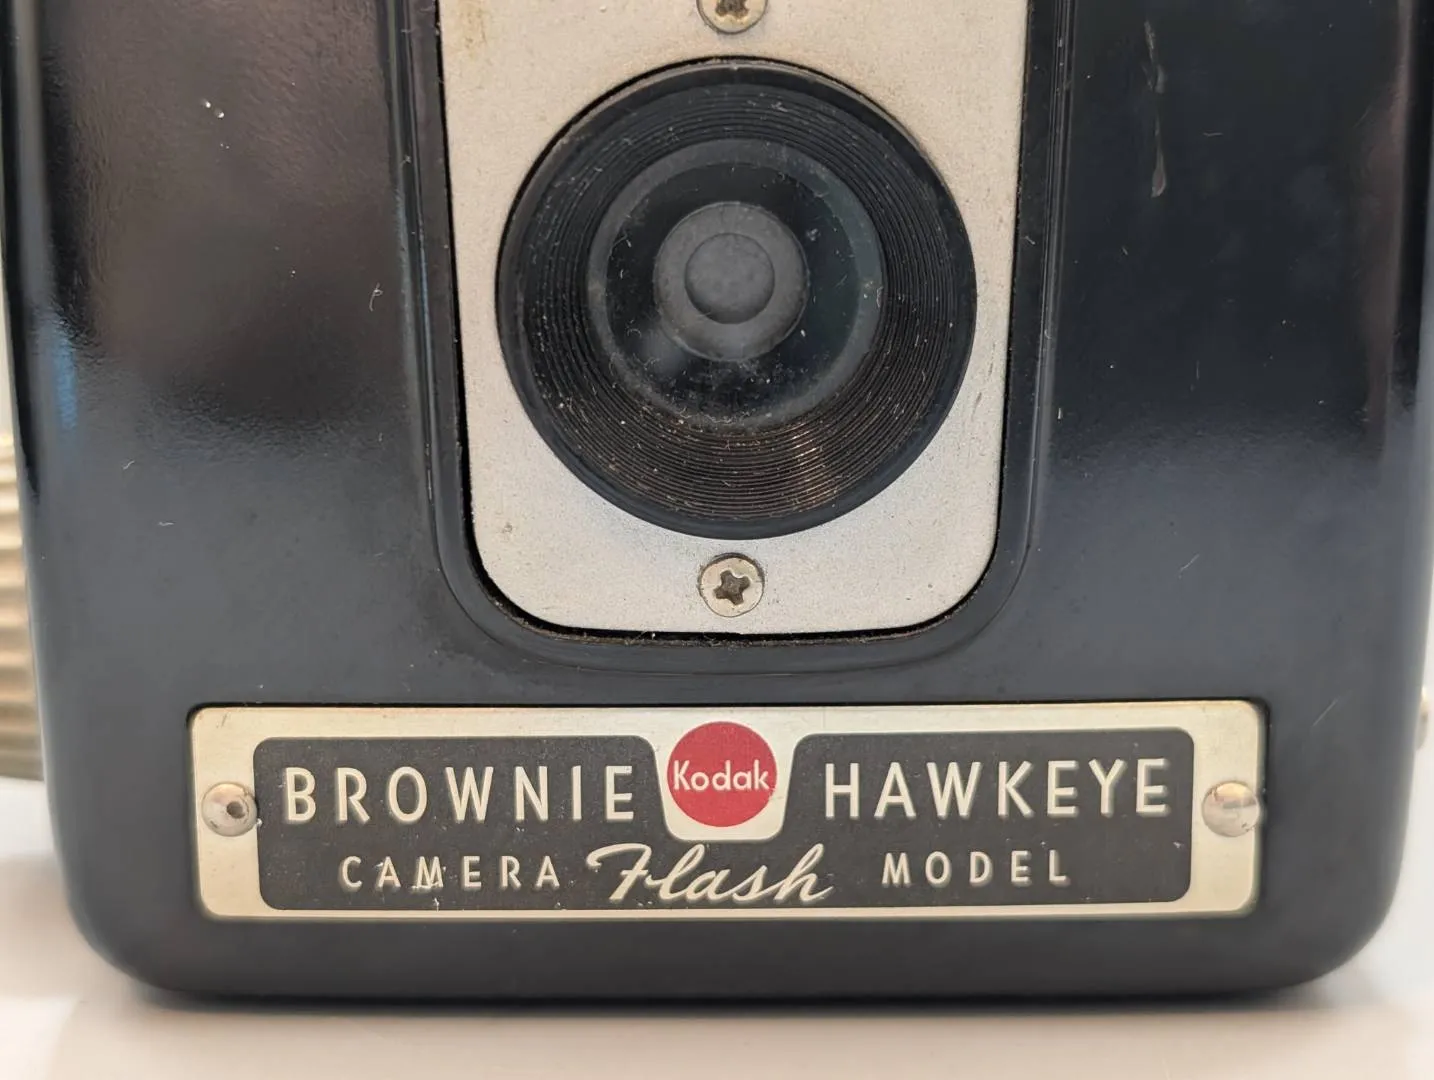 BROWNIE Kodak HAWKEYE
CAMERA Flash MODEL